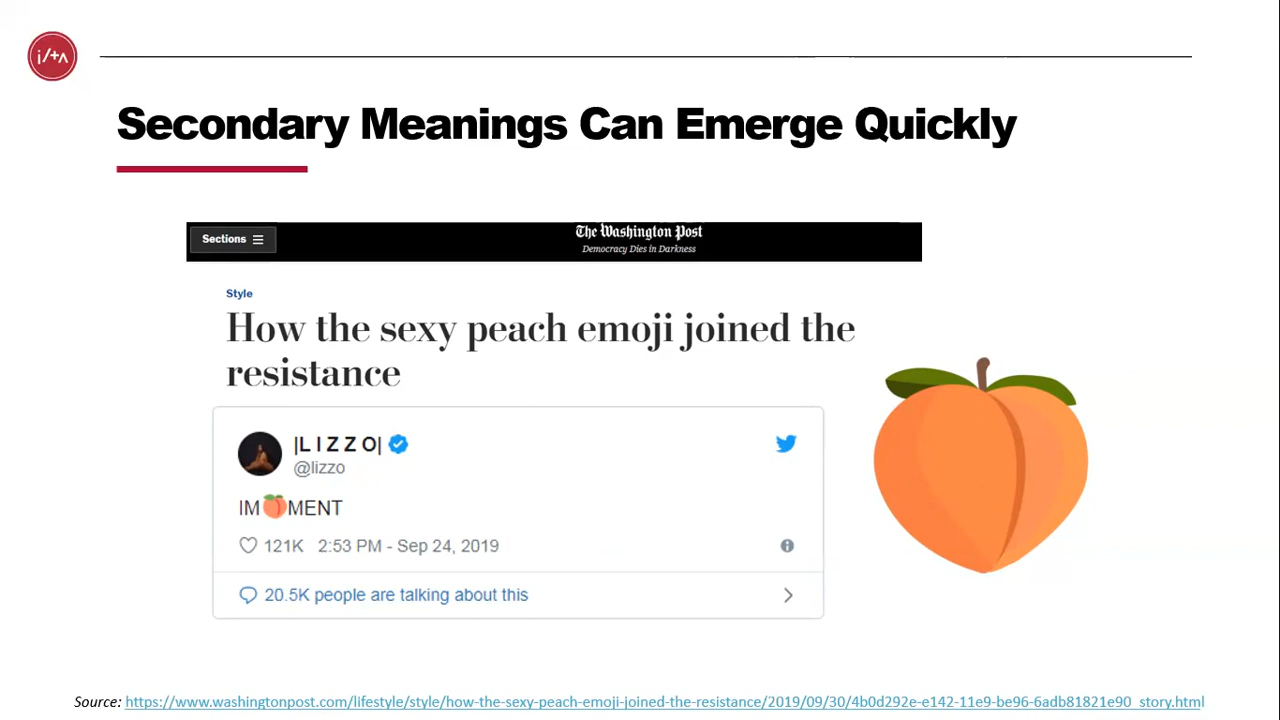 i/+Λ
Secondary Meanings Can Emerge Quickly
Sections
The Washington Post
Democracy Dies in Darkness
Style
How the sexy peach emoji joined the
resistance
|L I Z Z O|
@lizzo
IM🍑MENT
121K 2:53 PM - Sep 24, 2019
20.5K people are talking about this
Source: https://www.washingtonpost.com/lifestyle/style/how-the-sexy-peach-emoji-joined-the-resistance/2019/09/30/4b0d292e-e142-11e9-be96-6adb81821e90_story.html